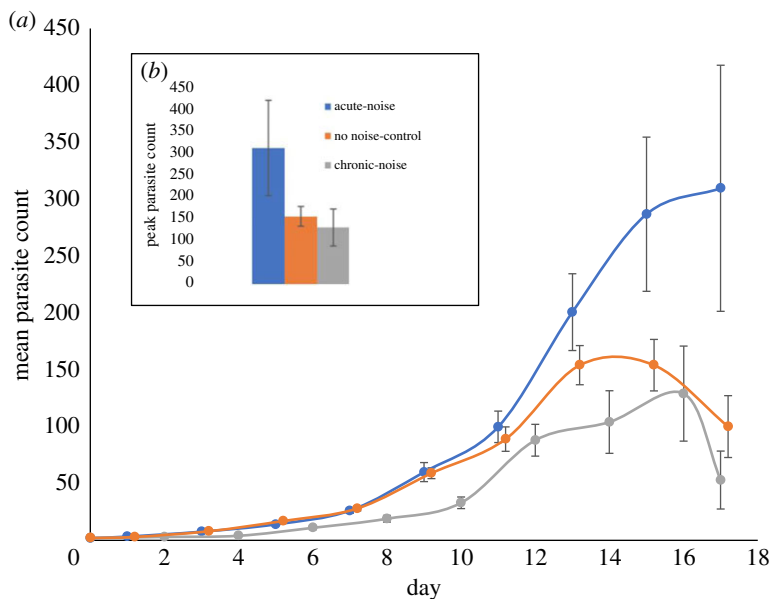 (a)
450
400
350
300
250
200
150
100
50
0
mean parasite count
(b)
450
400
350
300
250
200
150
100
50
0
peak parasite count
acute-noise
no noise-control
chronic-noise
2 4 6 8 10 12 14 16 18
day